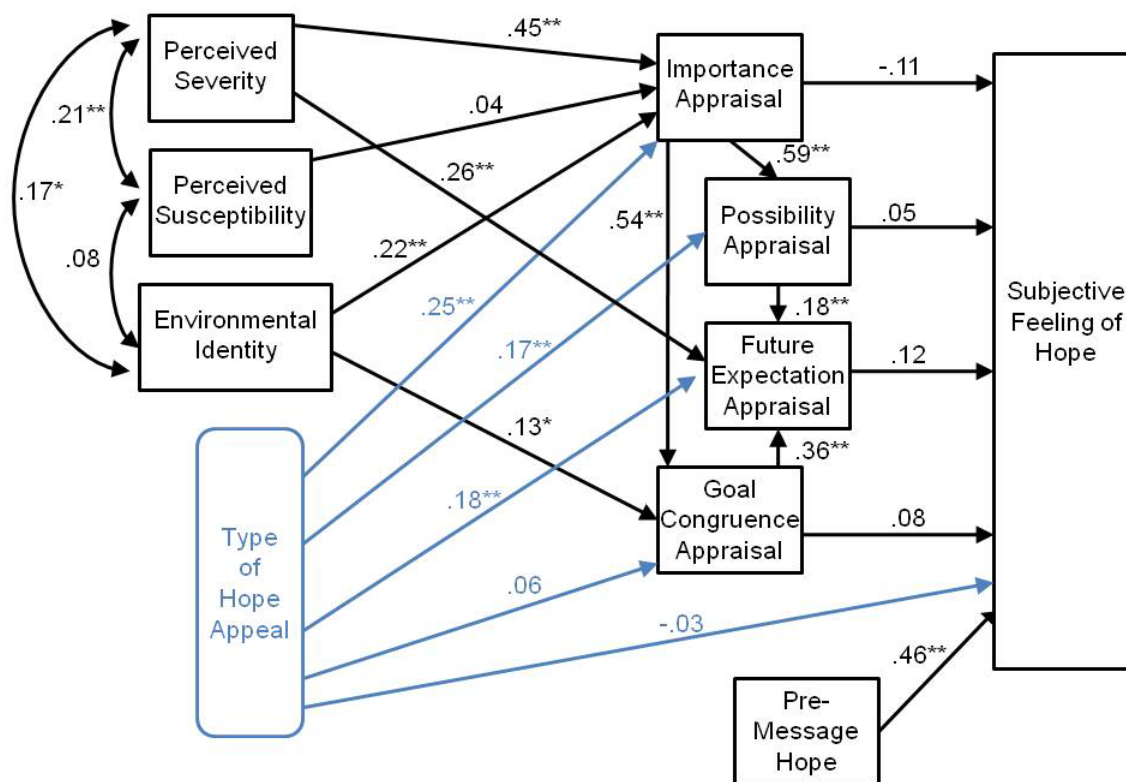 Perceived
Severity
.45**
Importance
Appraisal
-.11
.21**
.04
.17*
Perceived
Susceptibility
.26**
.59**
.54**
Possibility
Appraisal
.05
.08
.22**
Environmental
Identity
.25**
.18**
Subjective
Feeling of
Hope
.17**
Future
Expectation
Appraisal
.12
.13*
.36**
.18**
Goal
Congruence
Appraisal
.08
Type
of
Hope
Appeal
.06
-.03
.46**
Pre-
Message
Hope